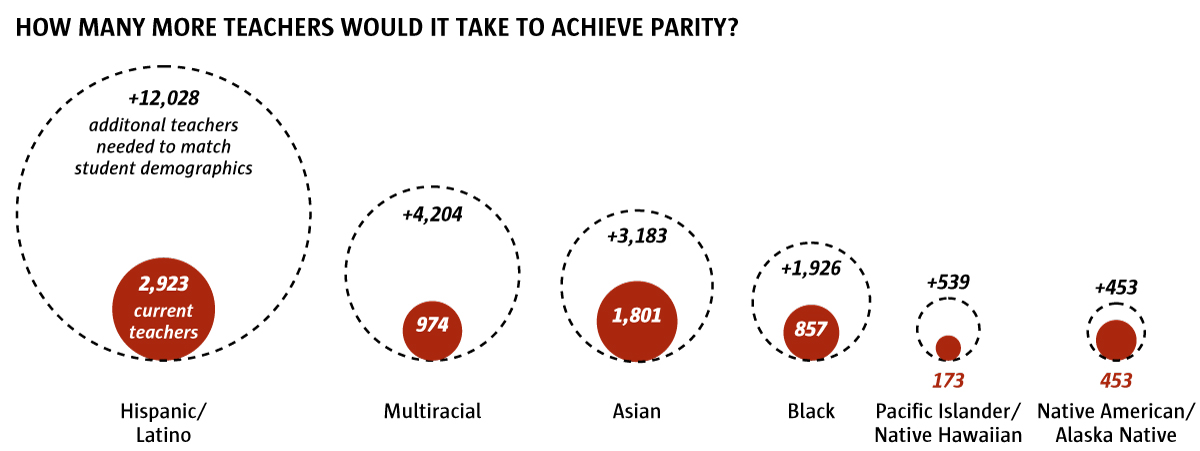 HOW MANY MORE TEACHERS WOULD IT TAKE TO ACHIEVE PARITY?
+12,028
additonal teachers
needed to match
student demographics
2,923
current
teachers
Hispanic/
Latino
+4,204
974
Multiracial
+3,183
1,801
Asian
+1,926
857
Black
+539
173
Pacific Islander/
Native Hawaiian
+453
453
Native American/
Alaska Native